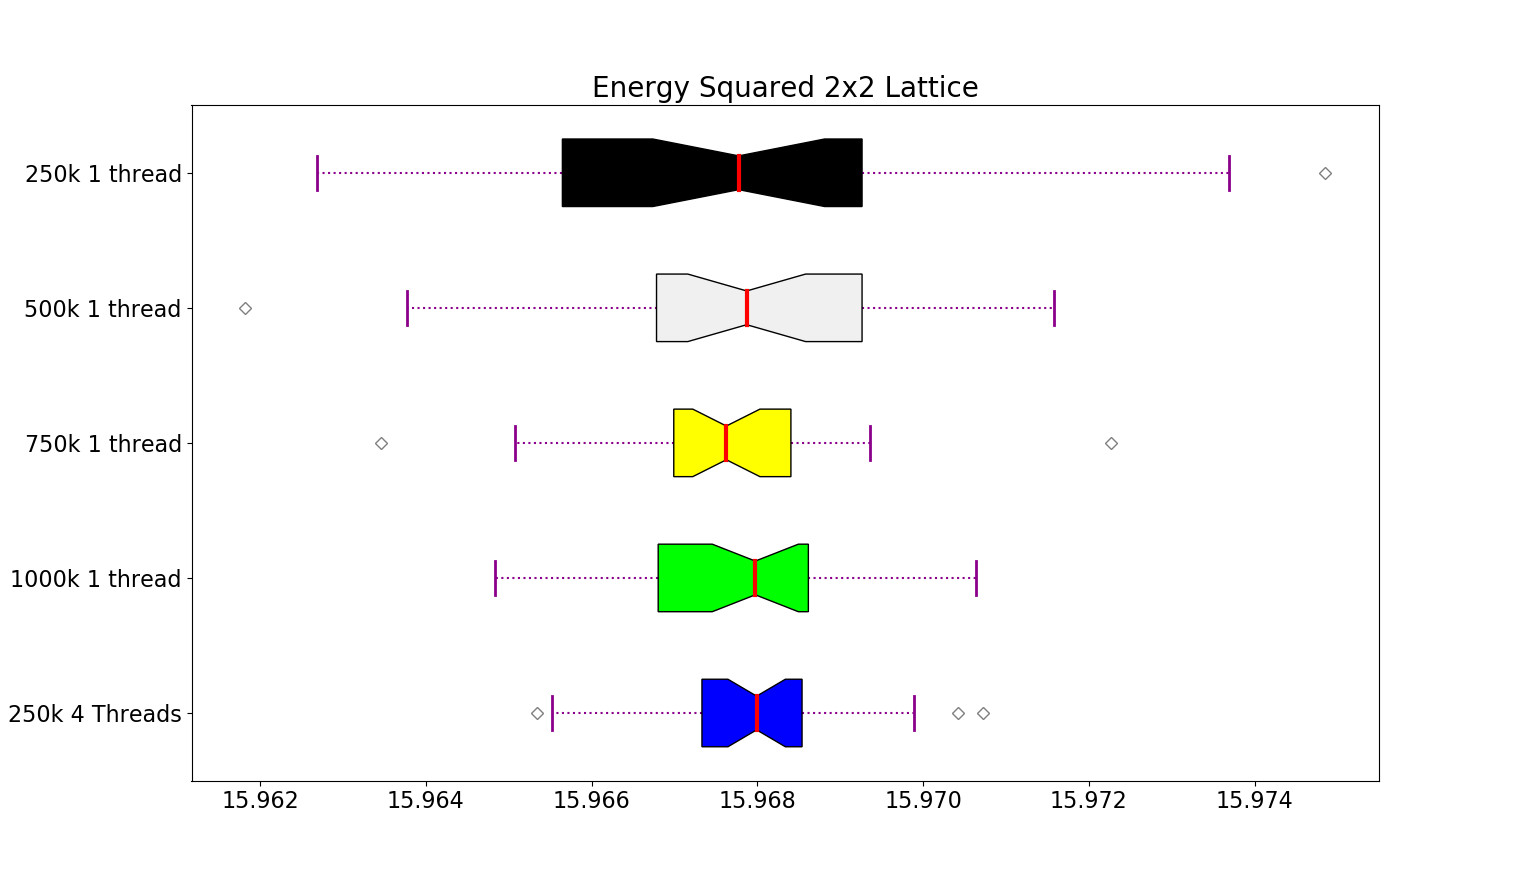 Energy Squared 2x2 Lattice
250k 1 thread
500k 1 thread
750k 1 thread
1000k 1 thread
250k 4 Threads
15.962 15.964 15.966 15.968 15.970 15.972 15.974